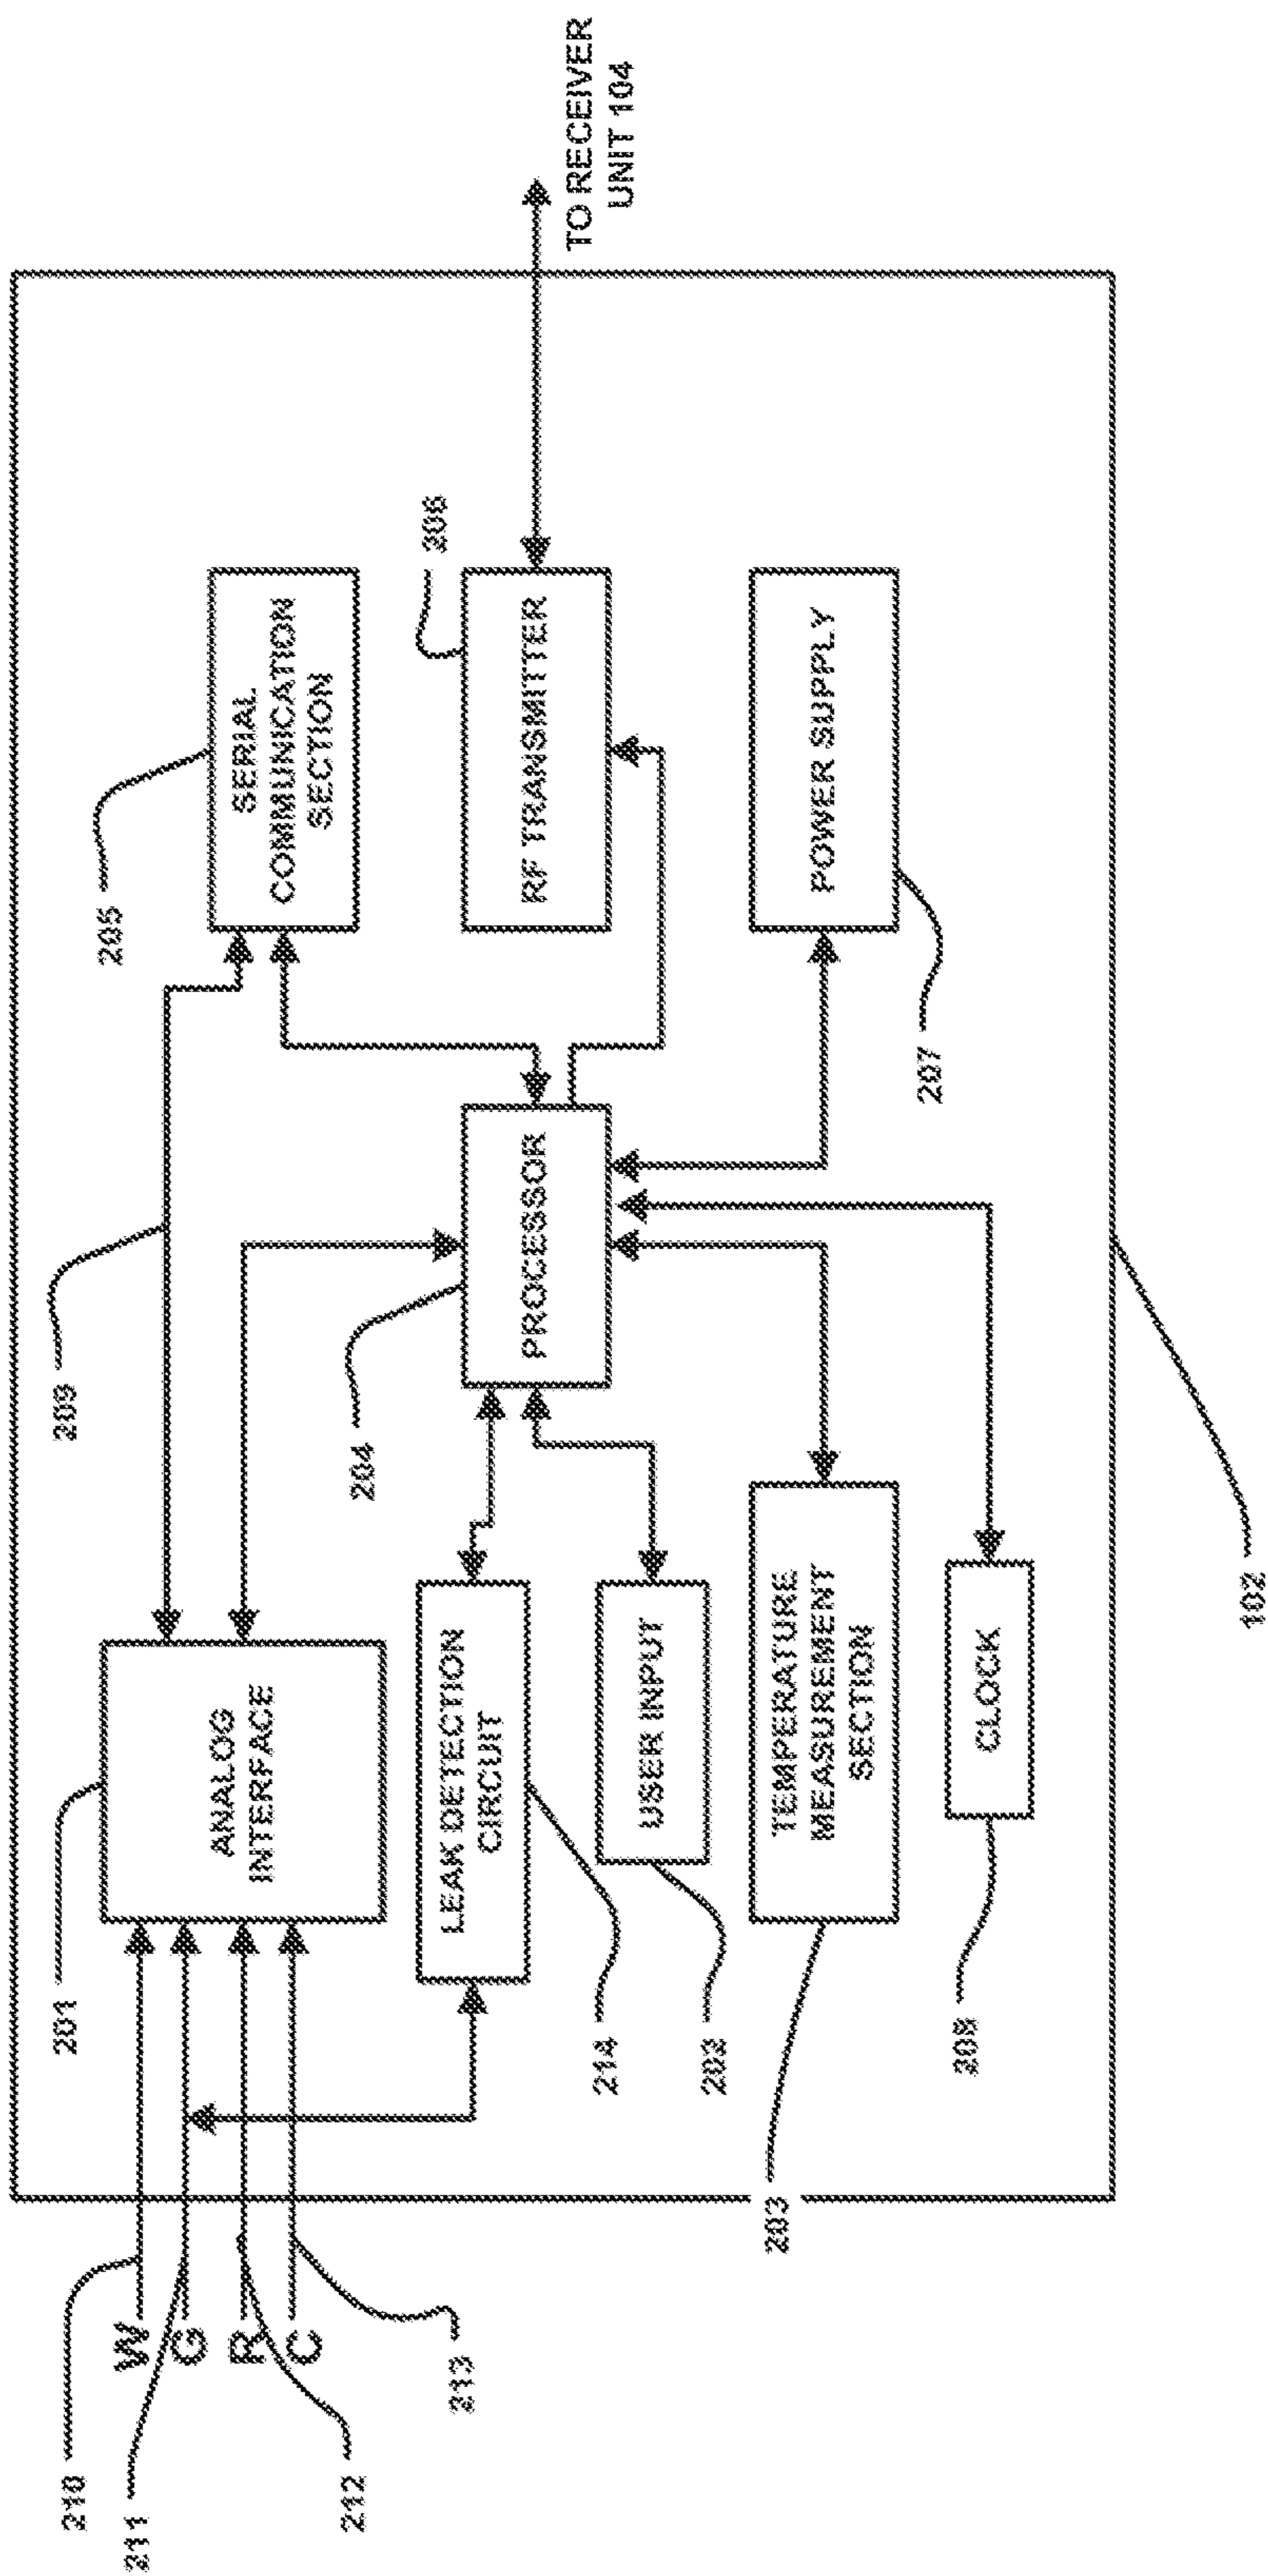 210
W
211
G
R
212
C
213
201
ANALOG
INTERFACE
209
205
SERIAL
COMMUNICATION
SECTION
LEAK DETECTION
CIRCUIT
214
204
PROCESSOR
206
RF TRANSMITTER
TO RECEIVER
UNIT 104
USER INPUT
202
203
TEMPERATURE
MEASUREMENT
SECTION
POWER SUPPLY
207
CLOCK
208
102